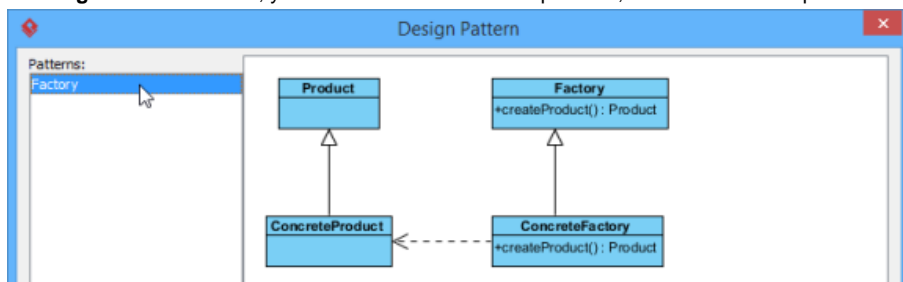 Design Pattern
Patterns:
Factory
Product
Factory
+createProduct() : Product
ConcreteProduct
ConcreteFactory
+createProduct() : Product